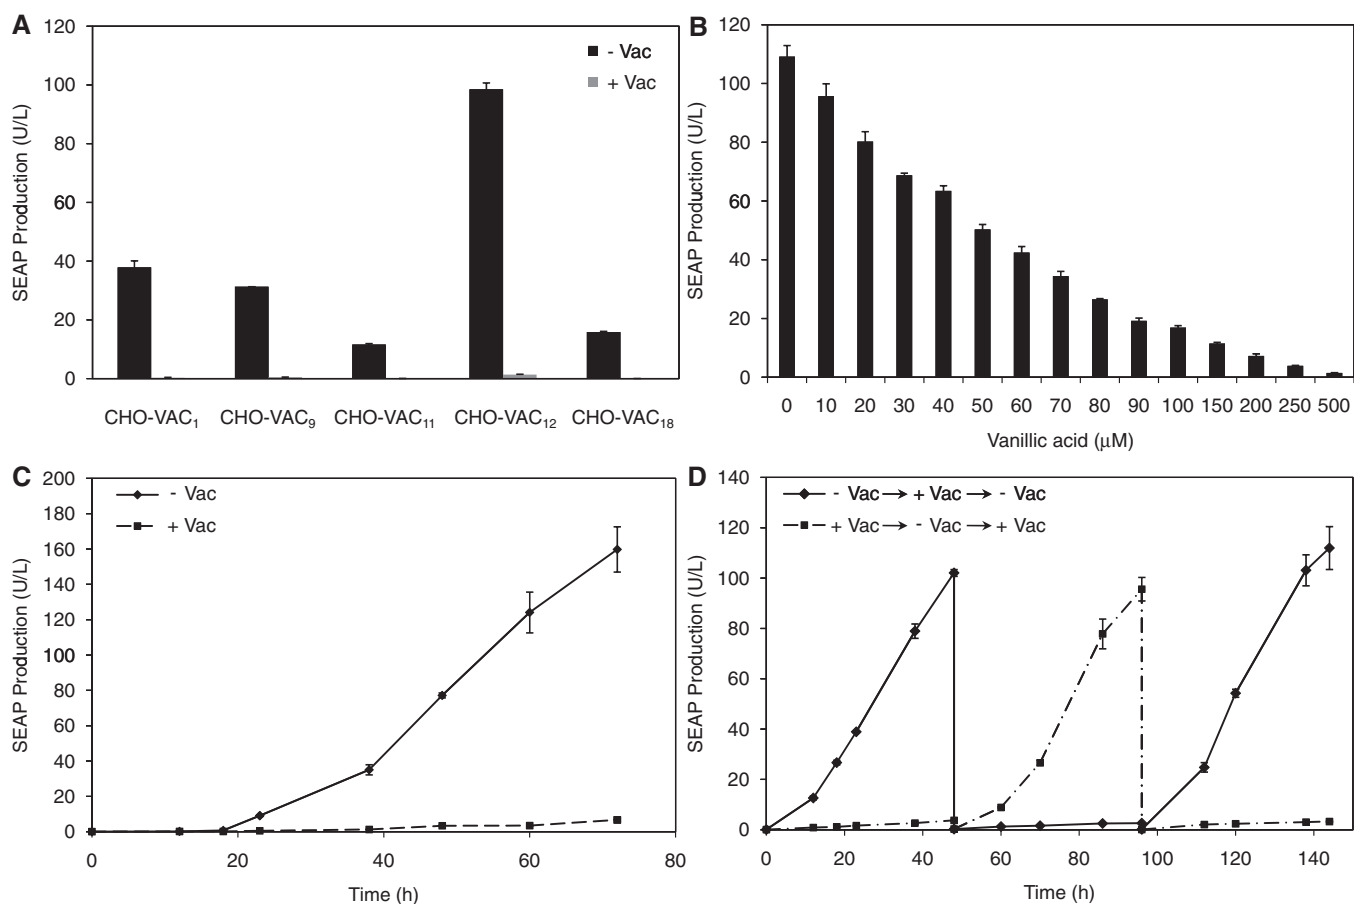 A
SEAP Production (U/L)
120
100
80
60
40
20
0
- Vac
+ Vac
CHO-VAC₁ CHO-VAC₉ CHO-VAC₁₁ CHO-VAC₁₂ CHO-VAC₁₈
B
SEAP Production (U/L)
120
100
80
60
40
20
0
0 10 20 30 40 50 60 70 80 90 100 150 200 250 500
Vanillic acid (μM)
C
SEAP Production (U/L)
200
180
160
140
120
100
80
60
40
20
0
- Vac
+ Vac
0 20 40 60 80
Time (h)
D
SEAP Production (U/L)
140
120
100
80
60
40
20
0
- Vac → + Vac → - Vac
+ Vac → - Vac → + Vac
0 20 40 60 80 100 120 140
Time (h)